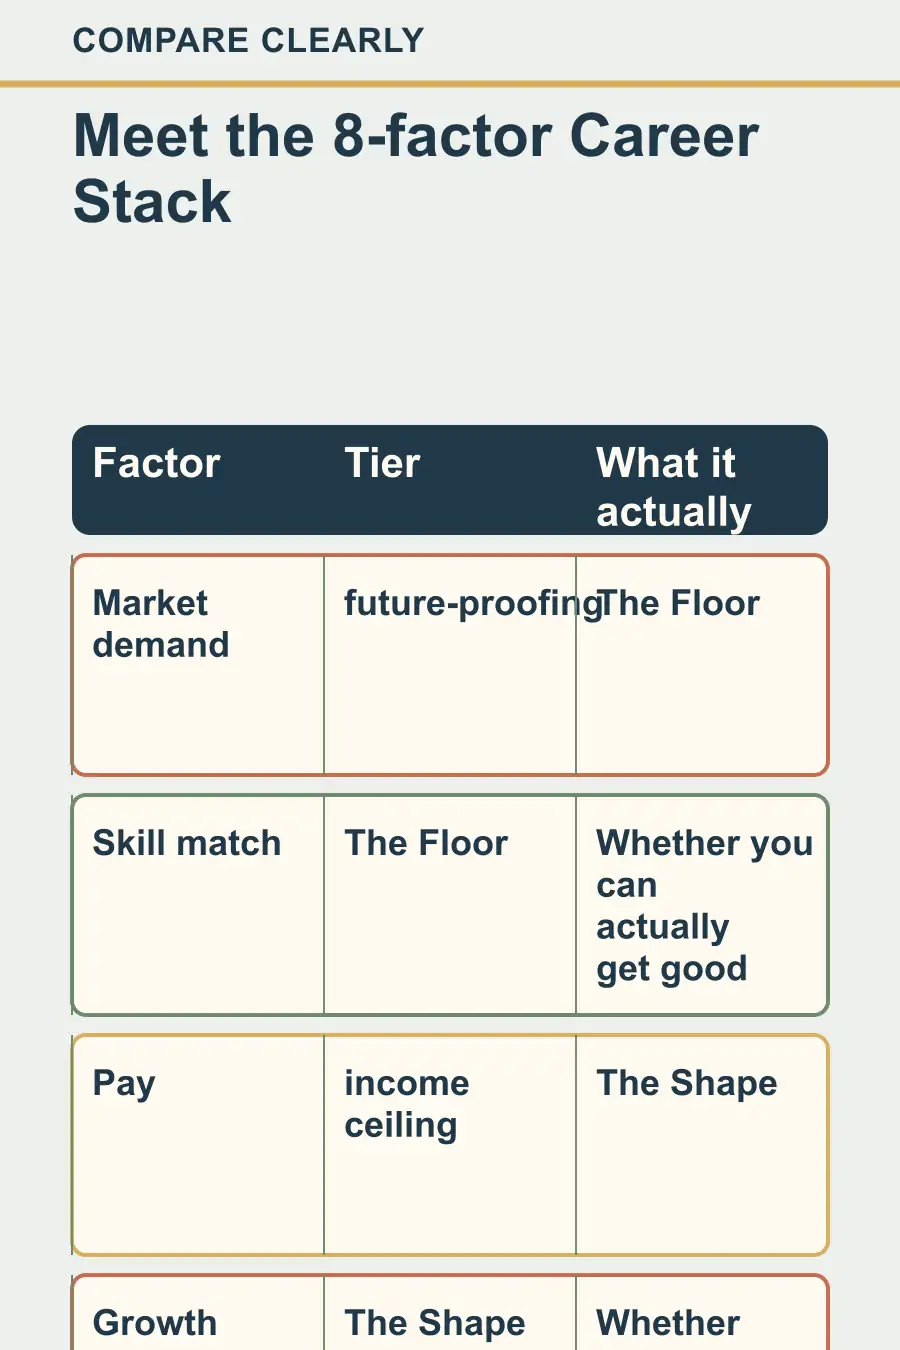 COMPARE CLEARLY
Meet the 8-factor Career
Stack
Factor
Tier
What it
actually
Market
demand
future-proofing
The Floor
Skill match
The Floor
Whether you
can
actually
get good
Pay
income
ceiling
The Shape
Growth
The Shape
Whether